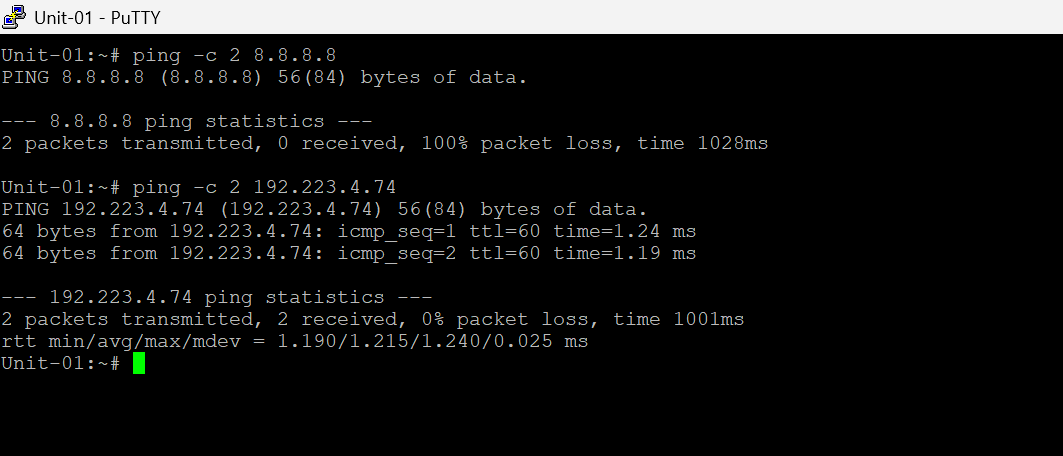 Unit-01 - PuTTY
Unit-01:~# ping -c 2 8.8.8.8
PING 8.8.8.8 (8.8.8.8) 56(84) bytes of data.
--- 8.8.8.8 ping statistics ---
2 packets transmitted, 0 received, 100% packet loss, time 1028ms
Unit-01:~# ping -c 2 192.223.4.74
PING 192.223.4.74 (192.223.4.74) 56(84) bytes of data.
64 bytes from 192.223.4.74: icmp_seq=1 ttl=60 time=1.24 ms
64 bytes from 192.223.4.74: icmp_seq=2 ttl=60 time=1.19 ms
--- 192.223.4.74 ping statistics ---
2 packets transmitted, 2 received, 0% packet loss, time 1001ms
rtt min/avg/max/mdev = 1.190/1.215/1.240/0.025 ms
Unit-01:~#